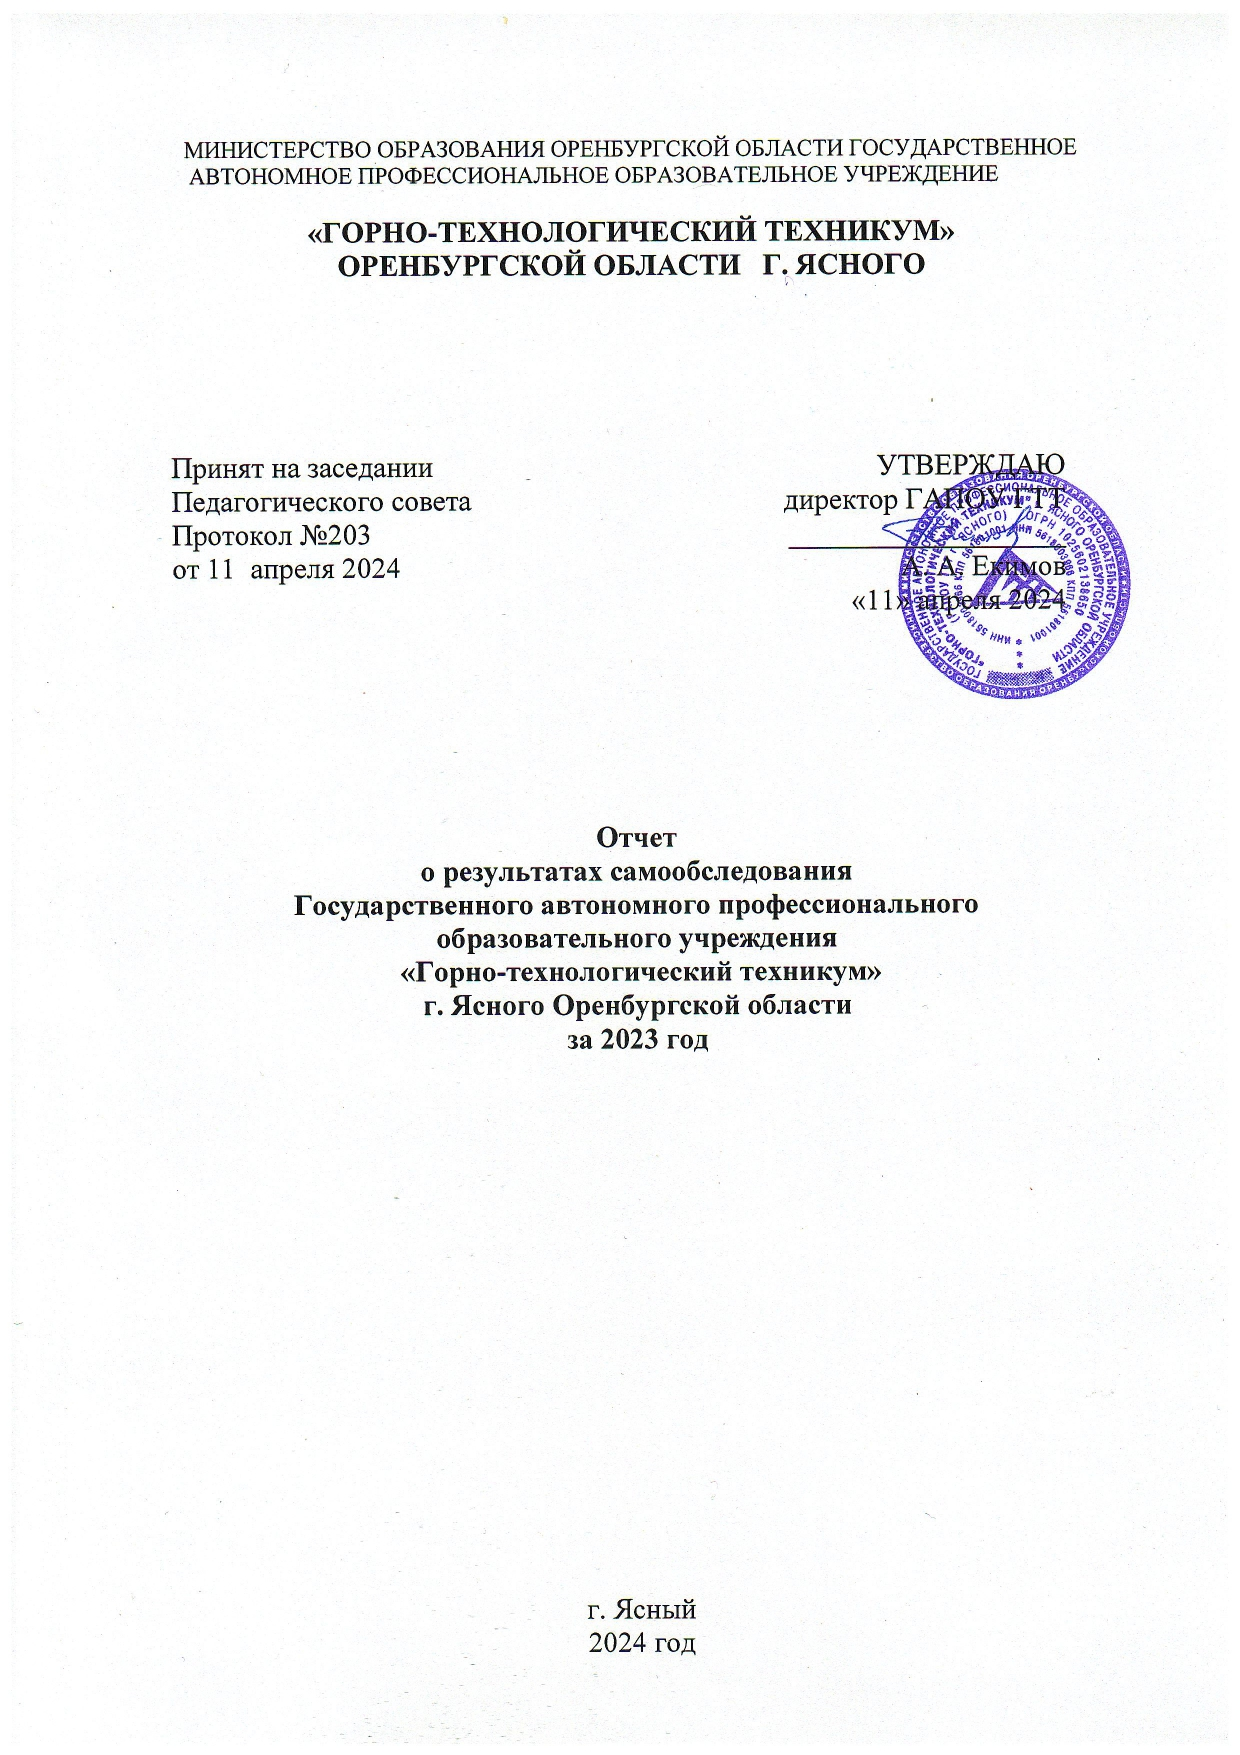 МИНИСТЕРСТВО ОБРАЗОВАНИЯ ОРЕНБУРГСКОЙ ОБЛАСТИ ГОСУДАРСТВЕННОЕ
АВТОНОМНОЕ ПРОФЕССИОНАЛЬНОЕ ОБРАЗОВАТЕЛЬНОЕ УЧРЕЖДЕНИЕ
«ГОРНО-ТЕХНОЛОГИЧЕСКИЙ ТЕХНИКУМ»
ОРЕНБУРГСКОЙ ОБЛАСТИ Г. ЯСНОГО
Принят на заседании
Педагогического совета
Протокол №203
от 11 апреля 2024
УТВЕРЖДАЮ
директор ГАПОУ ГТТ
А. А. Екимов
«11» апреля 2024
ОГРН 1025602138650
Отчет
о результатах самообследования
Государственного автономного профессионального
образовательного учреждения
«Горно-технологический техникум»
г. Ясного Оренбургской области
за 2023 год
г. Ясный
2024 год